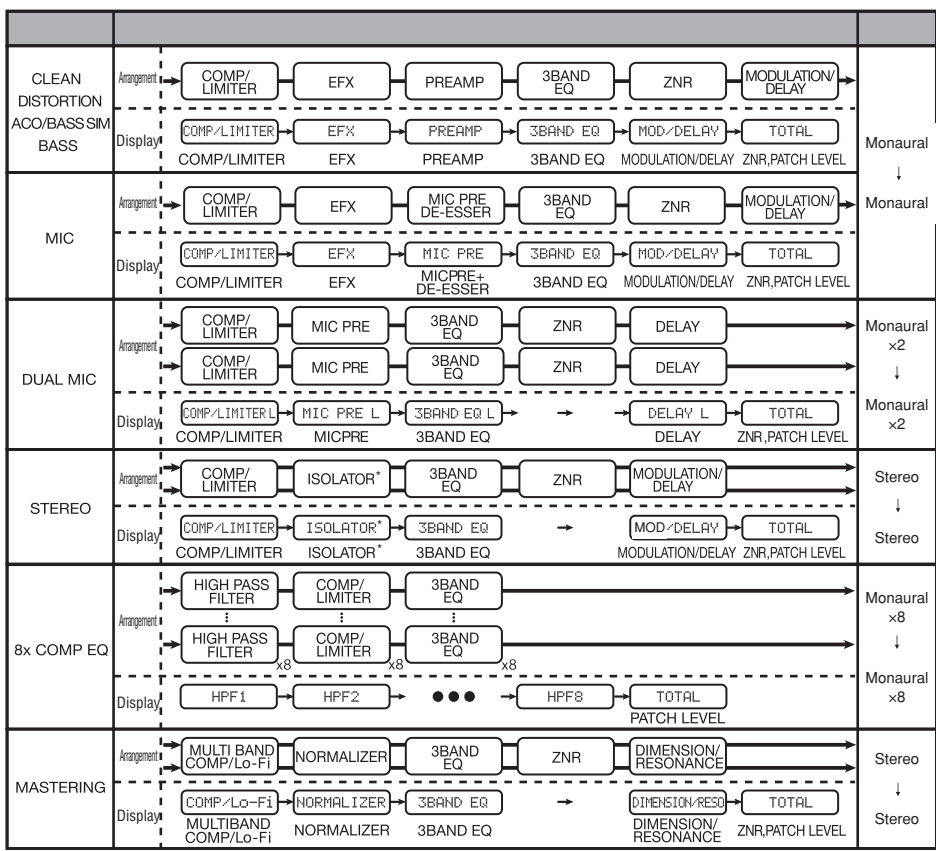 CLEAN
DISTORTION
ACO/BASS SIM
BASS
Arrangement
COMP/
LIMITER
EFX
PREAMP
3BAND
EQ
ZNR
MODULATION/
DELAY
Display
COMP/LIMITER
EFX
PREAMP
3BAND EQ
MOD/DELAY
TOTAL
COMP/LIMITER
EFX
PREAMP
3BAND EQ
MODULATION/DELAY
ZNR,PATCH LEVEL
Monaural
↓
Monaural
MIC
Arrangement
COMP/
LIMITER
EFX
MIC PRE
DE-ESSER
3BAND
EQ
ZNR
MODULATION/
DELAY
Display
COMP/LIMITER
EFX
MIC PRE
3BAND EQ
MOD/DELAY
TOTAL
COMP/LIMITER
EFX
MICPRE+
DE-ESSER
3BAND EQ
MODULATION/DELAY
ZNR,PATCH LEVEL
DUAL MIC
Arrangement
COMP/
LIMITER
MIC PRE
3BAND
EQ
ZNR
DELAY
COMP/
LIMITER
MIC PRE
3BAND
EQ
ZNR
DELAY
Display
COMP/LIMITER L
MIC PRE L
3BAND EQ L
DELAY L
TOTAL
COMP/LIMITER
MICPRE
3BAND EQ
DELAY
ZNR,PATCH LEVEL
Monaural
×2
↓
Monaural
×2
STEREO
Arrangement
COMP/
LIMITER
ISOLATOR*
3BAND
EQ
ZNR
MODULATION/
DELAY
Display
COMP/LIMITER
ISOLATOR*
3BAND EQ
MOD/DELAY
TOTAL
COMP/LIMITER
ISOLATOR*
3BAND EQ
MODULATION/DELAY
ZNR,PATCH LEVEL
Stereo
↓
Stereo
8x COMP EQ
Arrangement
HIGH PASS
FILTER
COMP/
LIMITER
3BAND
EQ
HIGH PASS
FILTER
x8
COMP/
LIMITER
x8
3BAND
EQ
x8
Display
HPF1
HPF2
●●●
HPF8
TOTAL
PATCH LEVEL
Monaural
×8
↓
Monaural
×8
MASTERING
Arrangement
MULTI BAND
COMP/Lo-Fi
NORMALIZER
3BAND
EQ
ZNR
DIMENSION/
RESONANCE
Display
COMP/Lo-Fi
NORMALIZER
3BAND EQ
DIMENSION/RESO
TOTAL
MULTIBAND
COMP/Lo-Fi
NORMALIZER
3BAND EQ
DIMENSION/
RESONANCE
ZNR,PATCH LEVEL
Stereo
↓
Stereo